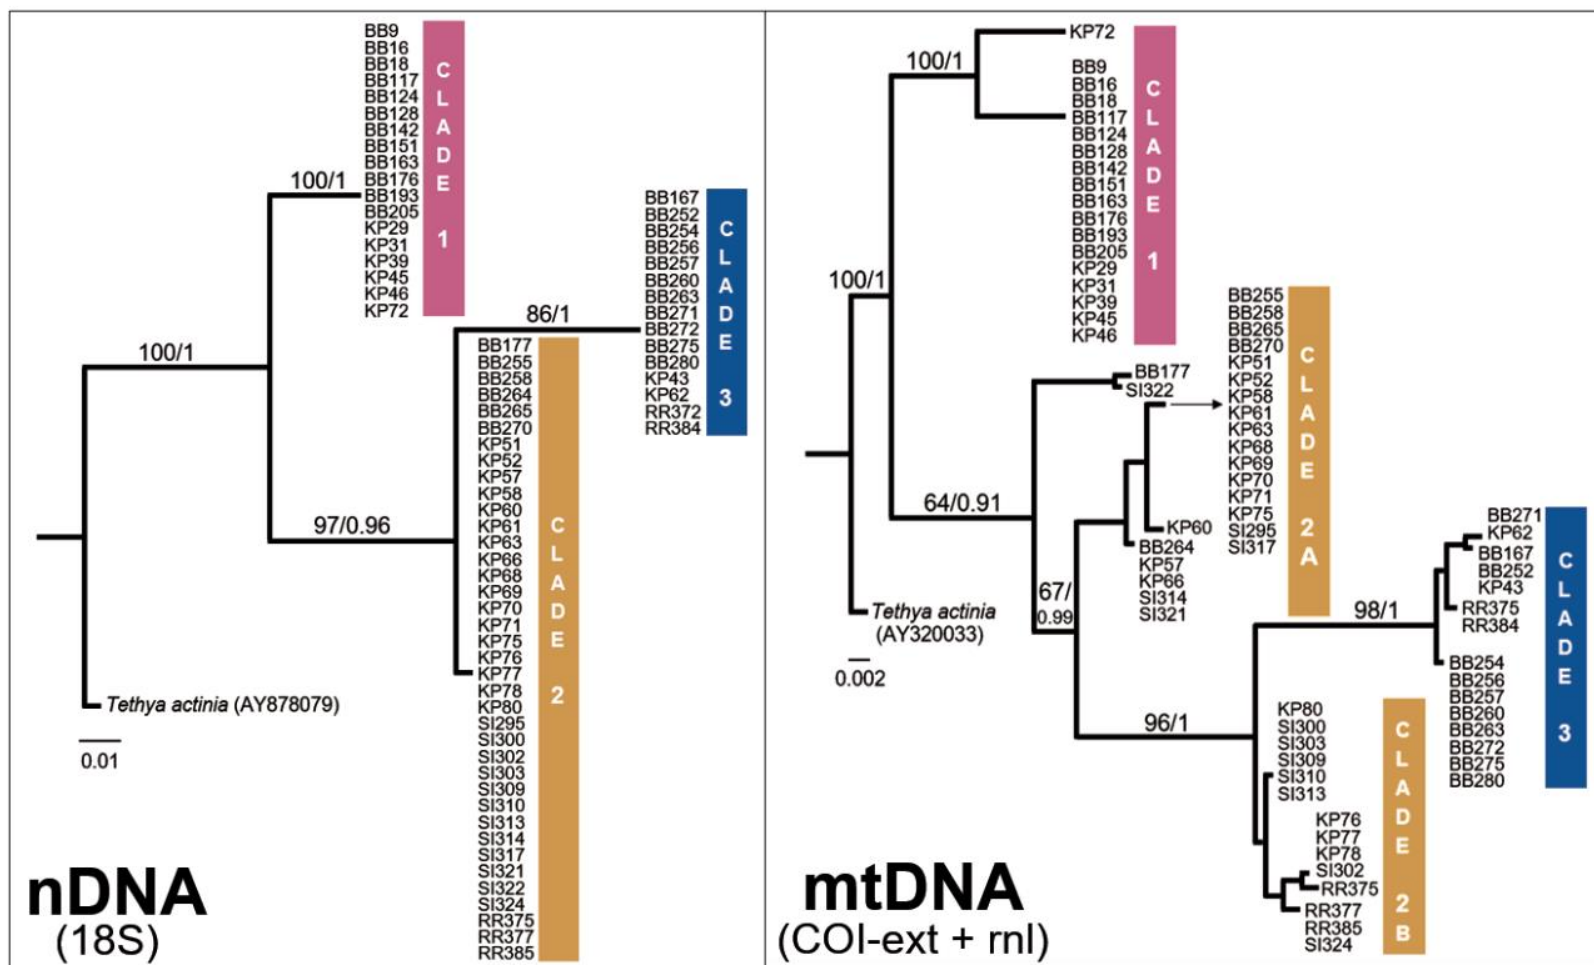 BB9
BB16
BB18
BB117
BB124
BB128
BB142
BB151
BB163
BB176
BB193
BB205
KP29
KP31
KP39
KP45
KP46
KP72
CLADE 1
100/1
BB167
BB252
BB254
BB256
BB257
BB260
BB263
BB271
BB272
BB275
BB280
KP43
KP62
RR372
RR384
CLADE 3
86/1
100/1
97/0.96
BB177
BB255
BB258
BB264
BB265
BB270
KP51
KP52
KP57
KP58
KP60
KP61
KP63
KP66
KP68
KP69
KP70
KP71
KP75
KP76
KP77
KP78
KP80
SI295
SI300
SI302
SI303
SI309
SI310
SI313
SI314
SI317
SI321
SI322
SI324
RR375
RR377
RR385
CLADE 2
Tethya actinia (AY878079)
0.01
nDNA
(18S)
KP72
BB9
BB16
BB18
BB117
BB124
BB128
BB142
BB151
BB163
BB176
BB193
BB205
KP29
KP31
KP39
KP45
KP46
CLADE 1
100/1
100/1
64/0.91
BB177
SI322
BB255
BB258
BB265
BB270
KP51
KP52
KP58
KP61
KP63
KP68
KP69
KP70
KP71
KP75
SI295
SI317
CLADE 2A
KP60
BB264
KP57
KP66
SI314
SI321
67/
0.99
Tethya actinia
(AY320033)
0.002
98/1
BB271
KP62
BB167
BB252
KP43
RR375
RR384
BB254
BB256
BB257
BB260
BB263
BB272
BB275
BB280
CLADE 3
96/1
KP80
SI300
SI303
SI309
SI310
SI313
KP76
KP77
KP78
SI302
RR375
RR377
RR385
SI324
CLADE 2B
mtDNA
(COI-ext + rnl)